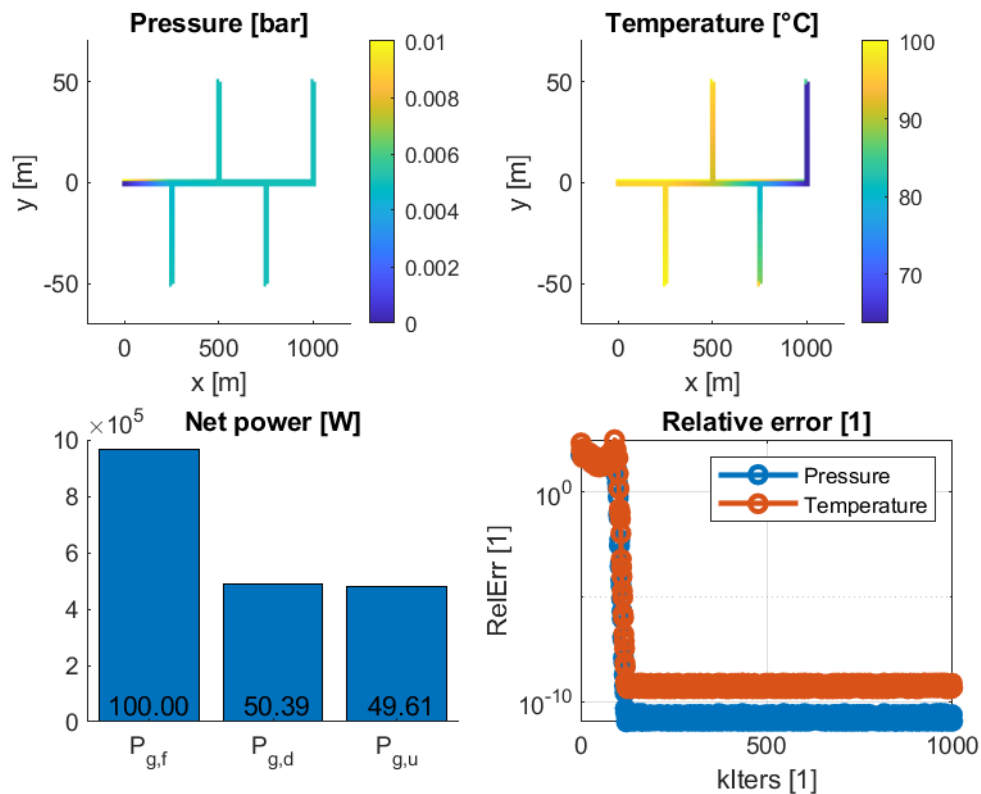 Pressure [bar]
50
0
-50
y [m]
0
500
1000
x [m]
0.01
0.008
0.006
0.004
0.002
0
Temperature [°C]
50
0
-50
y [m]
0
500
1000
x [m]
100
90
80
70
Net power [W]
×10^5
10
8
6
4
2
0
100.00
50.39
49.61
P_g,f
P_g,d
P_g,u
Relative error [1]
10^0
10^-10
RelErr [1]
Pressure
Temperature
0
500
1000
kIters [1]